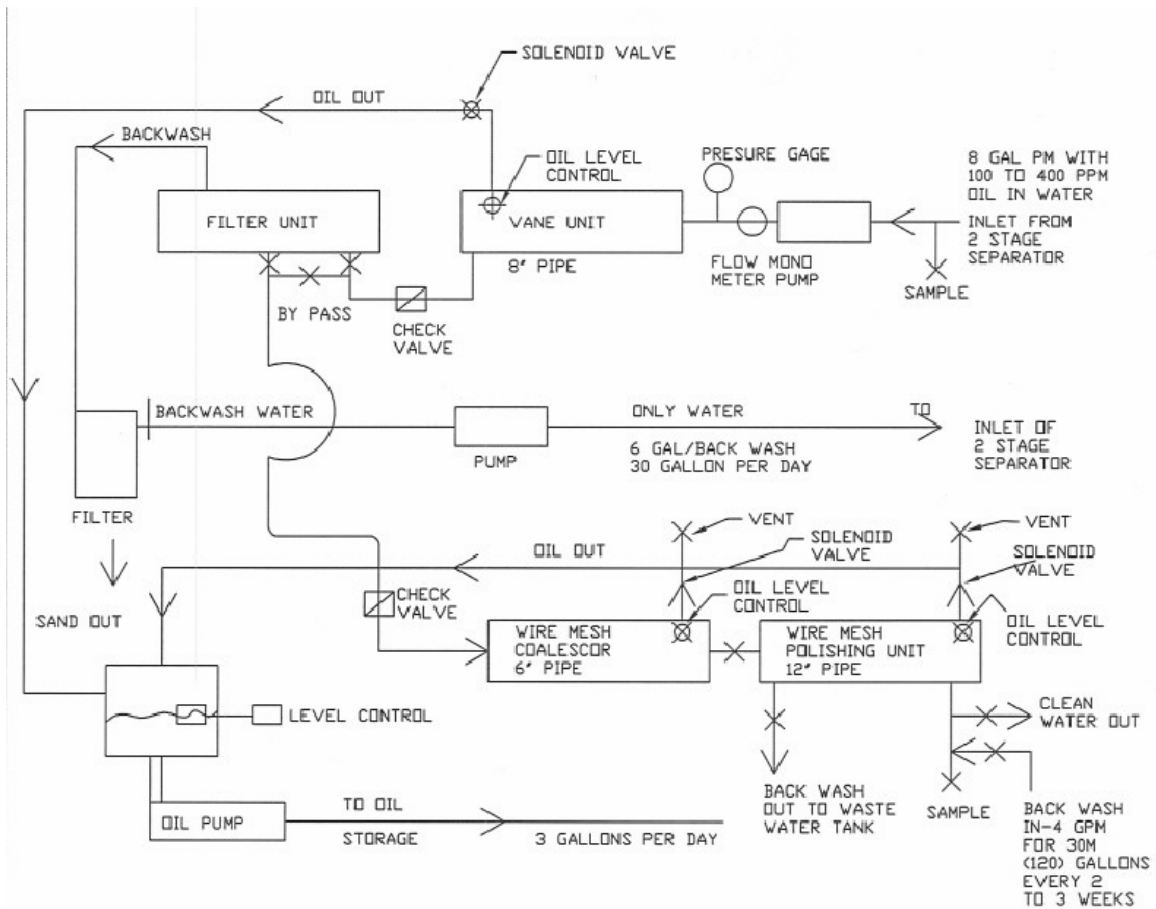 SOLENOID VALVE
OIL OUT
BACKWASH
OIL LEVEL
CONTROL
PRESURE GAGE
8 GAL PM WITH
100 TO 400 PPM
OIL IN WATER
FILTER UNIT
VANE UNIT
INLET FROM
2 STAGE
SEPARATOR
8" PIPE
FLOW MONO
METER PUMP
SAMPLE
BY PASS
CHECK
VALVE
BACKWASH WATER
ONLY WATER
TO
INLET OF
2 STAGE
SEPARATOR
6 GAL/BACK WASH
30 GALLON PER DAY
PUMP
FILTER
VENT
VENT
OIL OUT
SOLENOID
VALVE
SOLENOID
VALVE
CHECK
VALVE
OIL LEVEL
CONTROL
SAND OUT
WIRE MESH
COALESCOR
6" PIPE
WIRE MESH
POLISHING UNIT
12" PIPE
OIL LEVEL
CONTROL
LEVEL CONTROL
CLEAN
WATER OUT
BACK WASH
OUT TO WASTE
WATER TANK
SAMPLE
BACK WASH
IN-4 GPM
FOR 30M
(120) GALLONS
EVERY 2
TO 3 WEEKS
OIL PUMP
TO OIL
STORAGE
3 GALLONS PER DAY